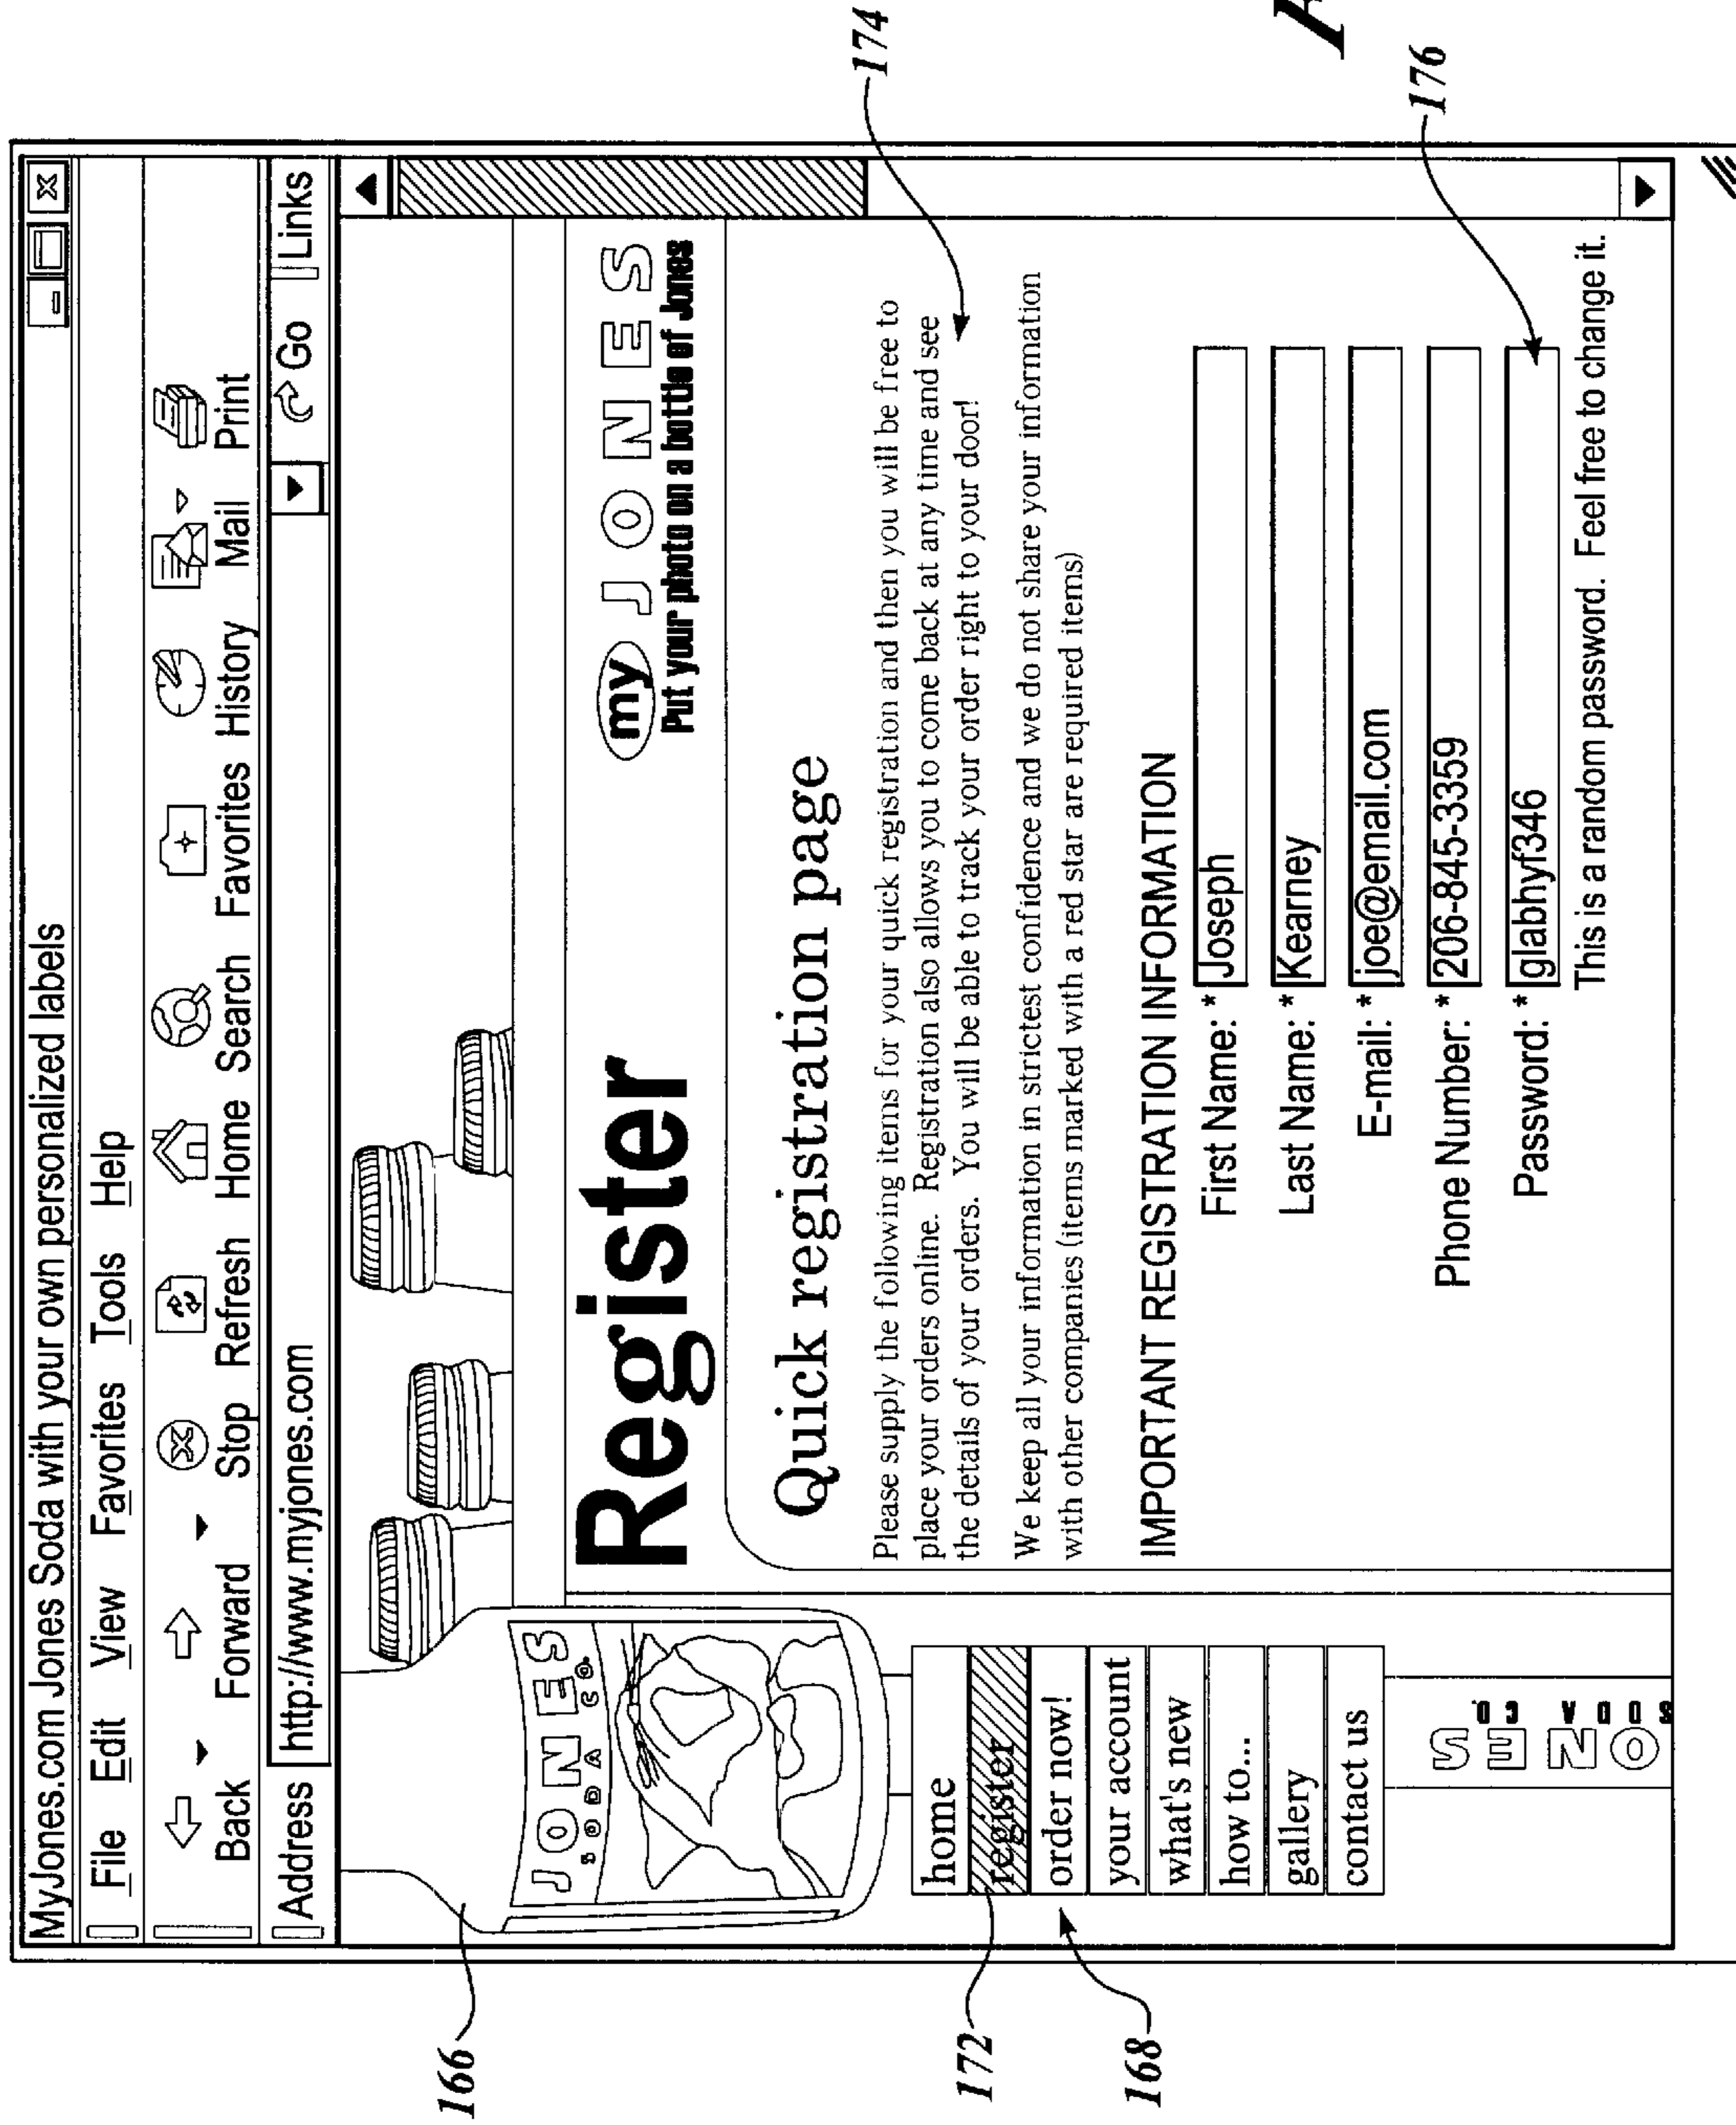 MyJones.com Jones Soda with your own personalized labels
File Edit View Favorites Tools Help
Back Forward Stop Refresh Home Search Favorites History Mail Print
Address http://www.myjones.com Go Links
166
JONES
SODA CO.
Register
my JONES
Put your photo on a bottle of Jones
Quick registration page
Please supply the following items for your quick registration and then you will be free to
place your orders online. Registration also allows you to come back at any time and see
the details of your orders. You will be able to track your order right to your door!
174
We keep all your information in strictest confidence and we do not share your information
with other companies (items marked with a red star are required items)
172
168
home
register
order now!
your account
what's new
how to...
gallery
contact us
ONES
SODA CO
IMPORTANT REGISTRATION INFORMATION
First Name: * Joseph
Last Name: * Kearney
E-mail: * joe@email.com
Phone Number: * 206-845-3359
Password: * glabhyf346
176
This is a random password. Feel free to change it.